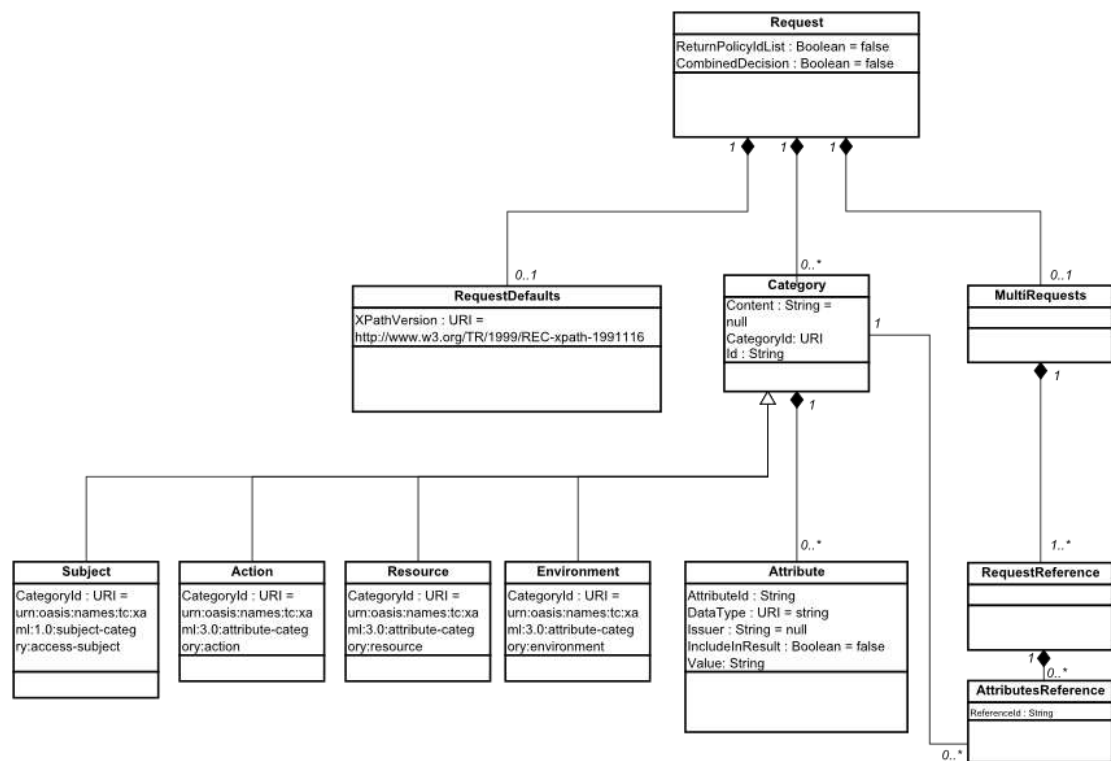 Request
ReturnPolicyIdList : Boolean = false
CombinedDecision : Boolean = false
1
1
1
0..1
0..*
0..1
RequestDefaults
XPathVersion : URI =
http://www.w3.org/TR/1999/REC-xpath-1991116
Category
Content : String =
null
CategoryId: URI
Id : String
1
MultiRequests
1
1
0..*
1..*
Subject
CategoryId : URI =
urn:oasis:names:tc:xa
ml:1.0:subject-categ
ry:access-subject
Action
CategoryId : URI =
urn:oasis:names:tc:xa
ml:3.0:attribute-categ
ory:action
Resource
CategoryId : URI =
urn:oasis:names:tc:xa
ml:3.0:attribute-categ
ory:resource
Environment
CategoryId : URI =
urn:oasis:names:tc:xa
ml:3.0:attribute-categ
ory:environment
Attribute
AttributeId : String
DataType : URI = string
Issuer : String = null
IncludeInResult : Boolean = false
Value: String
RequestReference
1
0..*
AttributesReference
ReferenceId : String
0..*